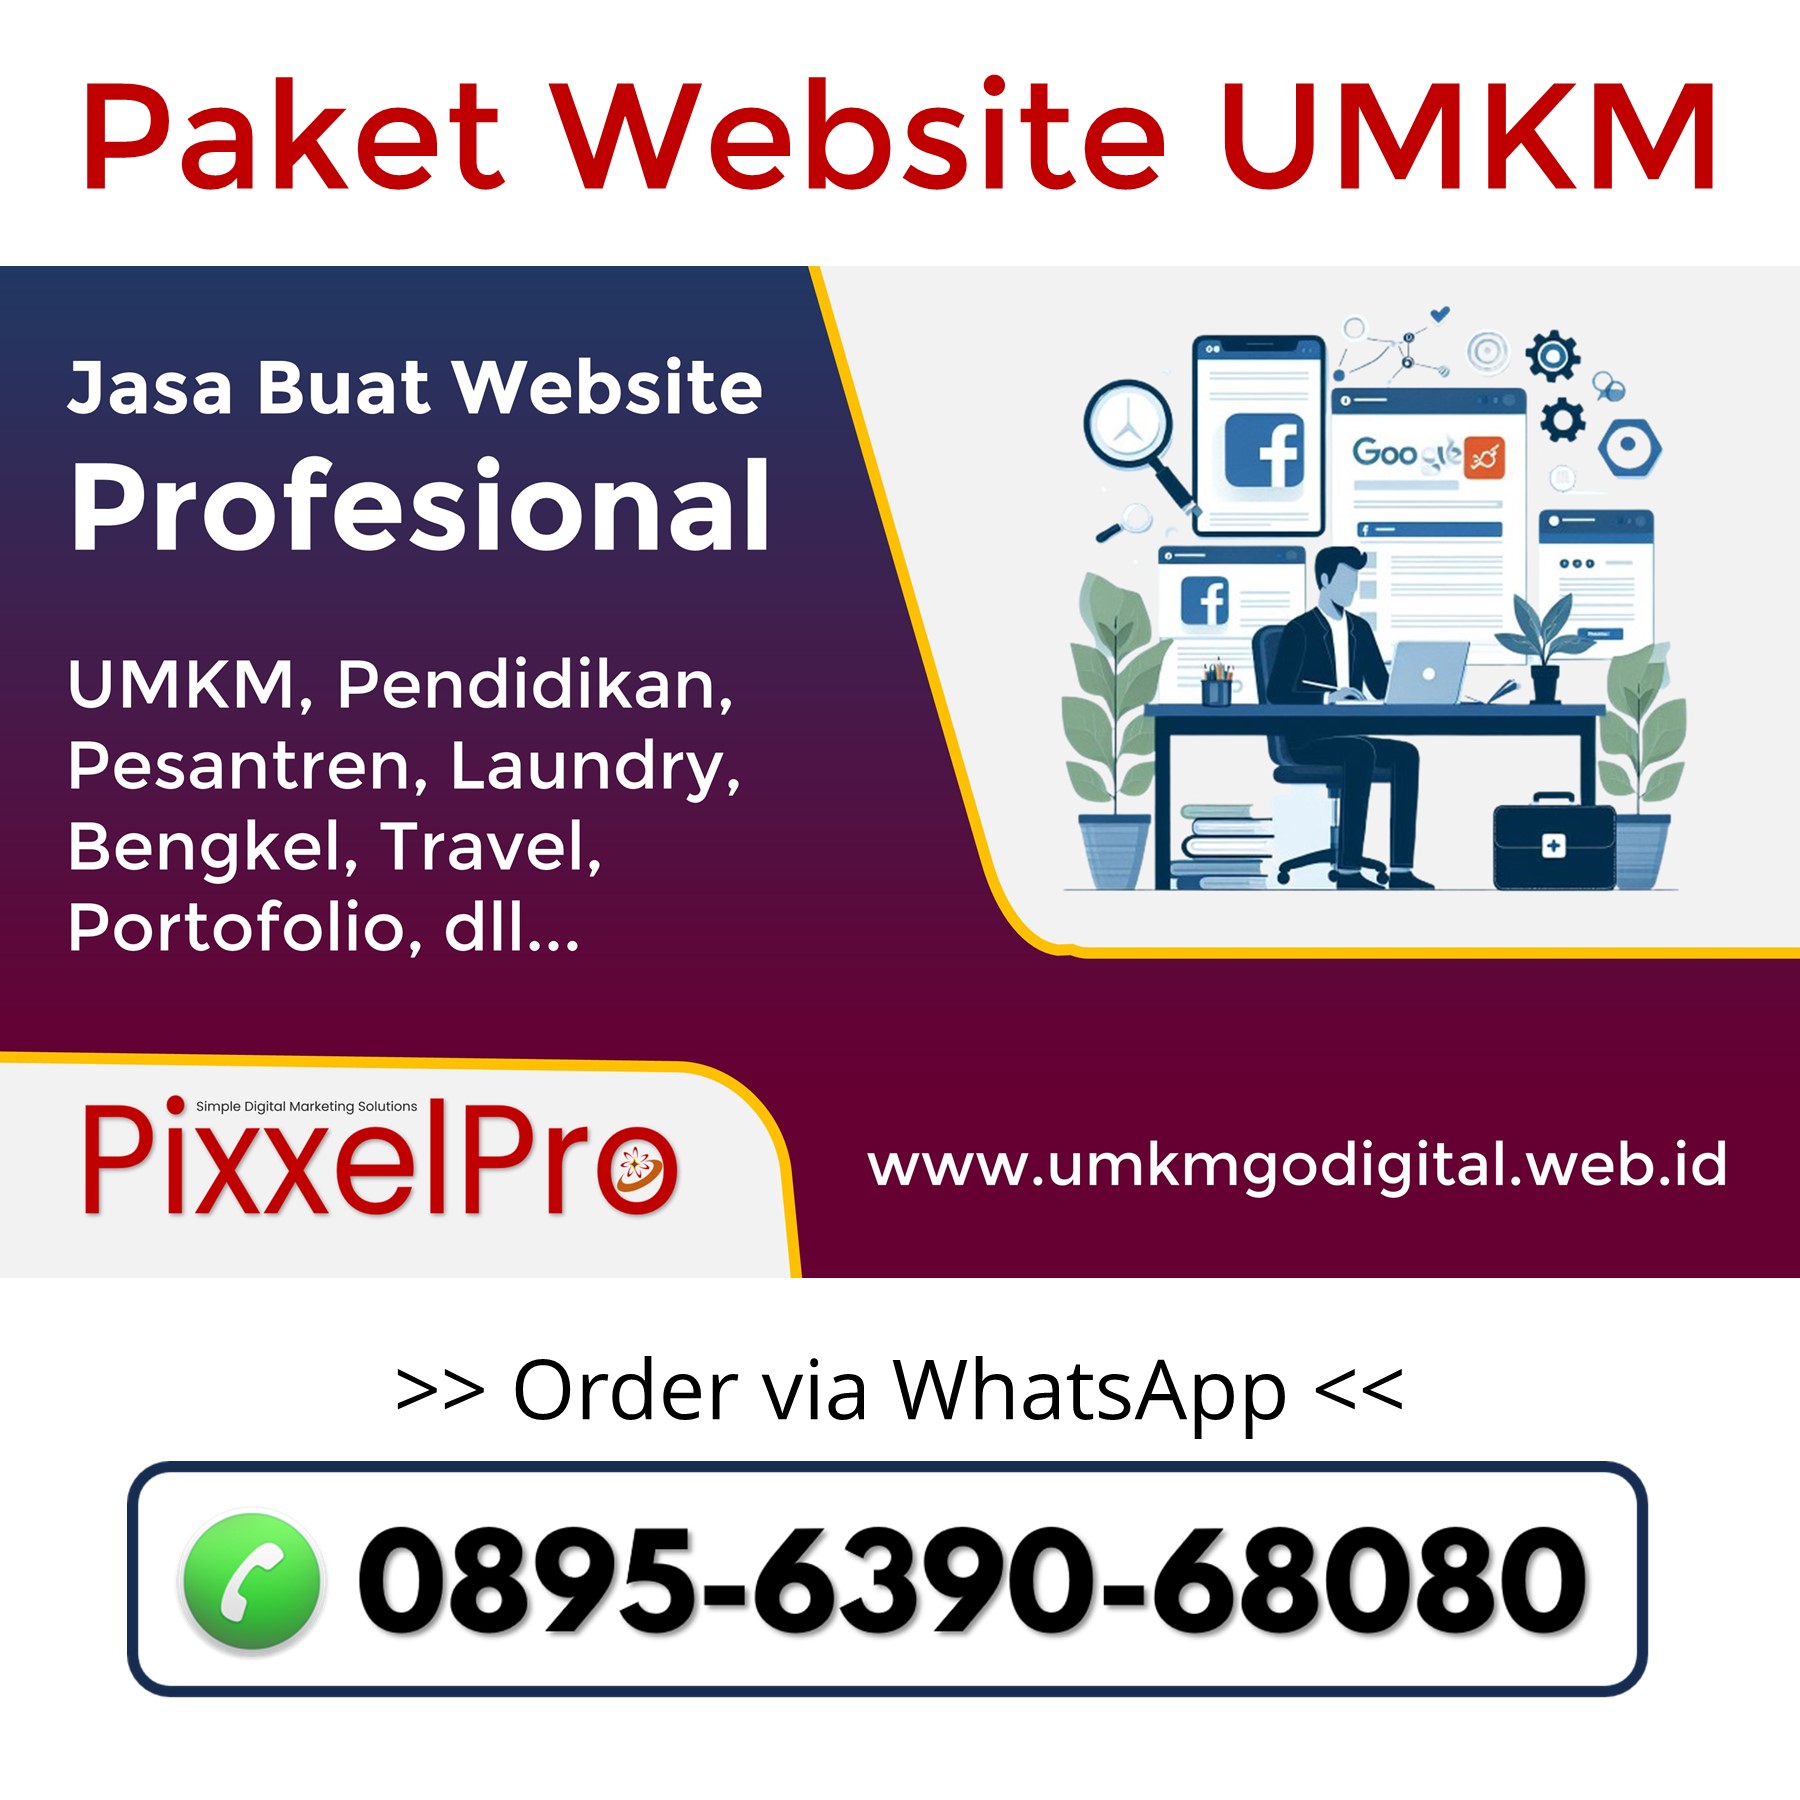 Paket Website UMKM
Jasa Buat Website
Profesional
UMKM, Pendidikan,
Pesantren, Laundry,
Bengkel, Travel,
Portofolio, dll...
Google
Simple Digital Marketing Solutions
PixxelPro
www.umkmgodigital.web.id
>> Order via WhatsApp <<
0895-6390-68080